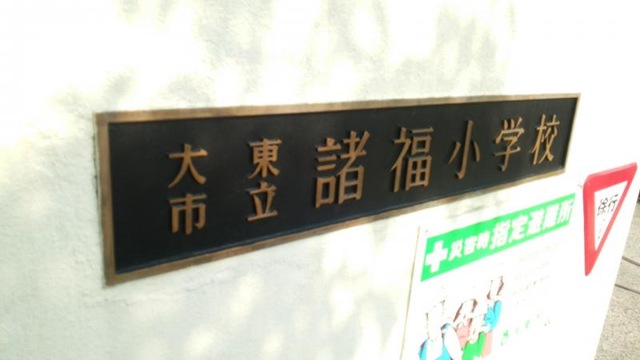 大東市立諸福小学校
災害時 指定避難所
徐行